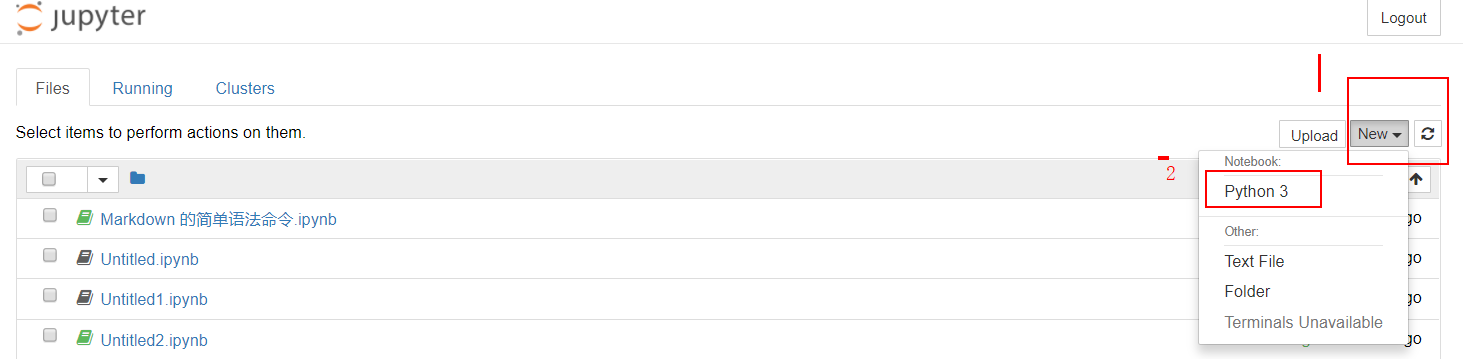 jupyter
Logout
Files Running Clusters
Select items to perform actions on them.
Upload New
Notebook:
2
Python 3
Markdown 的简单语法命令.ipynb go
Other:
Untitled.ipynb go
Text File
Folder
Untitled1.ipynb go
Terminals Unavailable
Untitled2.ipynb go